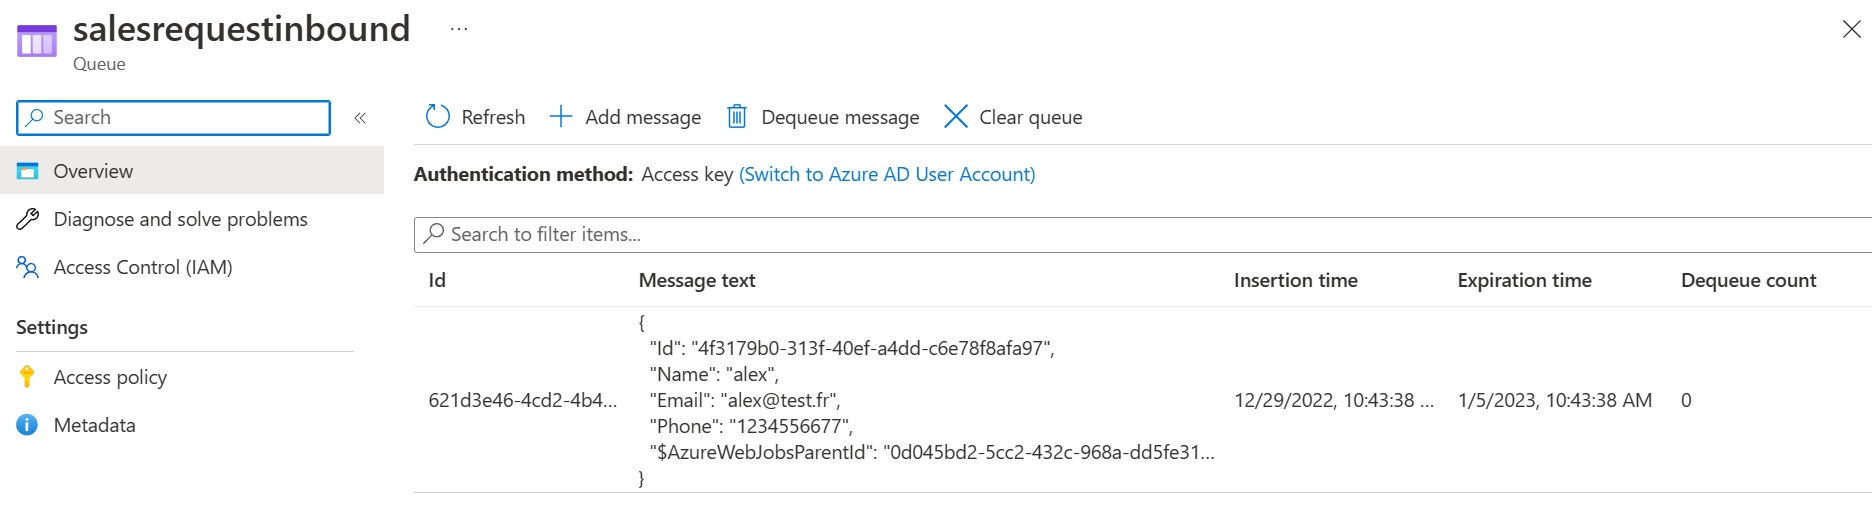 salesrequestinbound ...
Queue
Search «
Refresh Add message Dequeue message Clear queue
Overview
Diagnose and solve problems
Access Control (IAM)
Settings
Access policy
Metadata
Authentication method: Access key (Switch to Azure AD User Account)
Search to filter items...
Id Message text Insertion time Expiration time Dequeue count
{
"Id": "4f3179b0-313f-40ef-a4dd-c6e78f8afa97",
"Name": "alex",
621d3e46-4cd2-4b4... "Email": "alex@test.fr", 12/29/2022, 10:43:38 ... 1/5/2023, 10:43:38 AM 0
"Phone": "1234556677",
"$AzureWebJobsParentId": "0d045bd2-5cc2-432c-968a-dd5fe31...
}